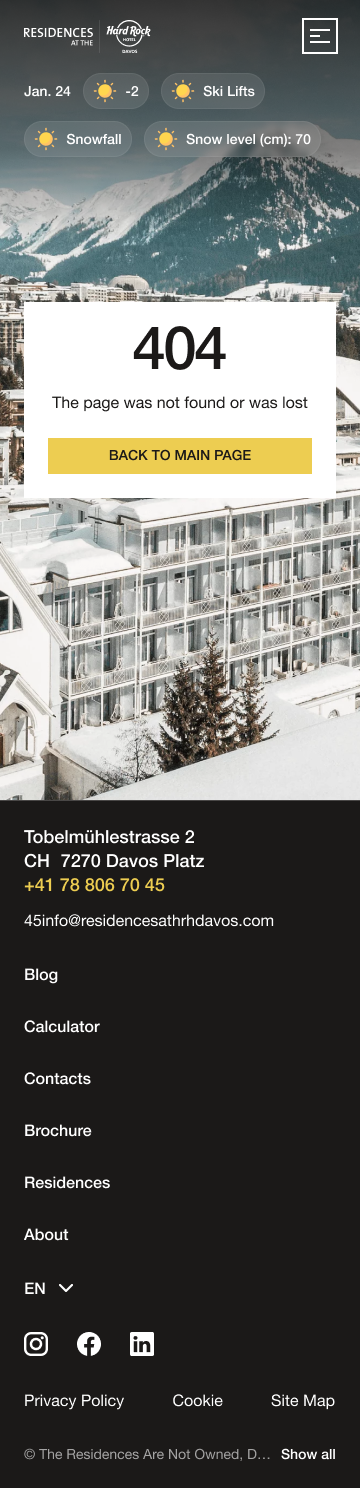 RESIDENCES
AT THE
Hard Rock
HOTEL
DAVOS
Jan. 24
-2
Ski Lifts
Snowfall
Snow level (cm): 70
404
The page was not found or was lost
BACK TO MAIN PAGE
Tobelmühlestrasse 2
CH 7270 Davos Platz
+41 78 806 70 45
45info@residencesathrhdavos.com
Blog
Calculator
Contacts
Brochure
Residences
About
EN
Privacy Policy Cookie Site Map
© The Residences Are Not Owned, D... Show all